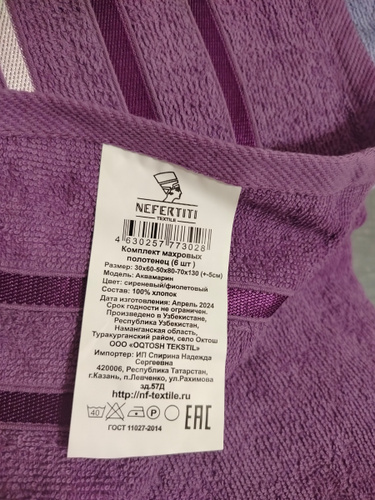 NEFERTITI
TEXTILE
4 630257 773028
Комплект махровых
полотенец (6 шт )
Размер: 30х60-50х80-70х130 (+-5см)
Модель: Аквамарин
Цвет: сиреневый/фиолетовый
Состав: 100% хлопок
Дата изготовления: Апрель 2024
Срок годности не ограничен.
Произведено в Узбекистане,
Республика Узбекистан,
Наманганская область,
Туракурганский район, село Октош
ООО «OQTOSH TEKSTIL»
Импортер: ИП Спирина Надежда
Сергеевна
420006, Республика Татарстан,
г.Казань, п.Левченко, ул.Рахимова
зд.57Д
http://nf-textile.ru
40 P EAC
ГОСТ 11027-2014